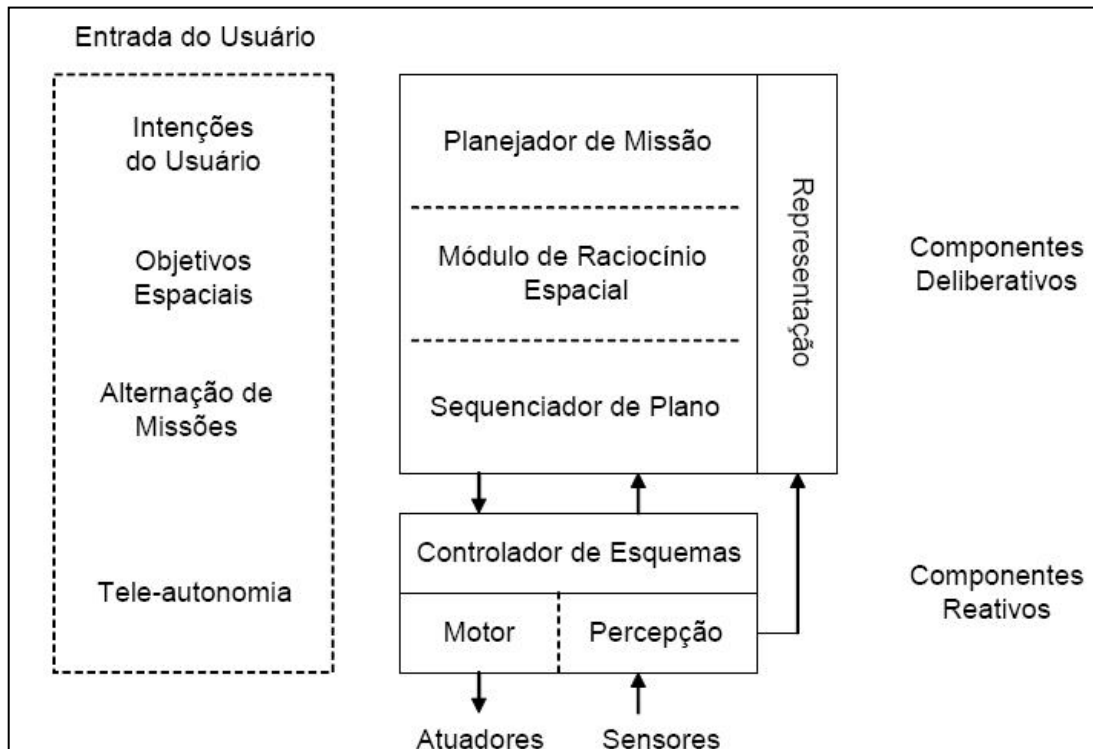 Entrada do Usuário
Intenções
do Usuário
Objetivos
Espaciais
Alternação de
Missões
Tele-autonomia
Planejador de Missão
Módulo de Raciocínio
Espacial
Sequenciador de Plano
Representação
Controlador de Esquemas
Motor
Percepção
Atuadores
Sensores
Componentes
Deliberativos
Componentes
Reativos